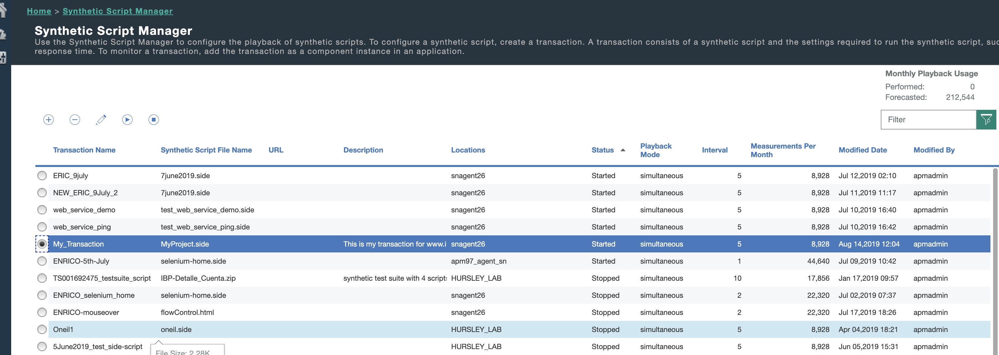 Home > Synthetic Script Manager
Synthetic Script Manager
Use the Synthetic Script Manager to configure the playback of synthetic scripts. To configure a synthetic script, create a transaction. A transaction consists of a synthetic script and the settings required to run the synthetic script,
response time. To monitor a transaction, add the transaction as a component instance in an application.
Monthly Playback Usage
Performed: 0
Forecasted: 212,544
Filter
Transaction Name Synthetic Script File Name URL Description Locations Status Playback Mode Interval Measurements Per Month Modified Date Modified By
ERIC_9july 7june2019.side snagent26 Started simultaneous 5 8,928 Jul 12,2019 02:10 apmadmin
NEW_ERIC_9July_2 7june2019.side snagent26 Started simultaneous 5 8,928 Jul 11,2019 11:17 apmadmin
web_service_demo test_web_service_demo.side snagent26 Started simultaneous 5 8,928 Jul 10,2019 16:40 apmadmin
web_service_ping test_web_service_ping.side snagent26 Started simultaneous 5 8,928 Jul 10,2019 16:42 apmadmin
My_Transaction MyProject.side This is my transaction for www.i snagent26 Started simultaneous 5 8,928 Aug 14,2019 12:04 apmadmin
ENRICO-5th-July selenium-home.side apm97_agent_sn Started simultaneous 1 44,640 Jul 09,2019 10:42 apmadmin
TS001692475_testsuite_script IBP-Detalle_Cuenta.zip synthetic test suite with 4 scripts HURSLEY_LAB Stopped simultaneous 10 17,856 Jan 17,2019 09:57 apmadmin
ENRICO_selenium_home selenium-home.side snagent26 Stopped simultaneous 2 22,320 Jul 02,2019 07:37 apmadmin
ENRICO-mouseover flowControl.html snagent26 Stopped simultaneous 2 22,320 Jul 17,2019 18:26 apmadmin
Oneil1 oneil.side HURSLEY_LAB Stopped simultaneous 5 8,928 Apr 04,2019 18:21 apmadmin
5June2019_test_side-script HURSLEY_LAB Stopped simultaneous 5 8,928 Jun 05,2019 15:31 apmadmin
File Size: 2.28K